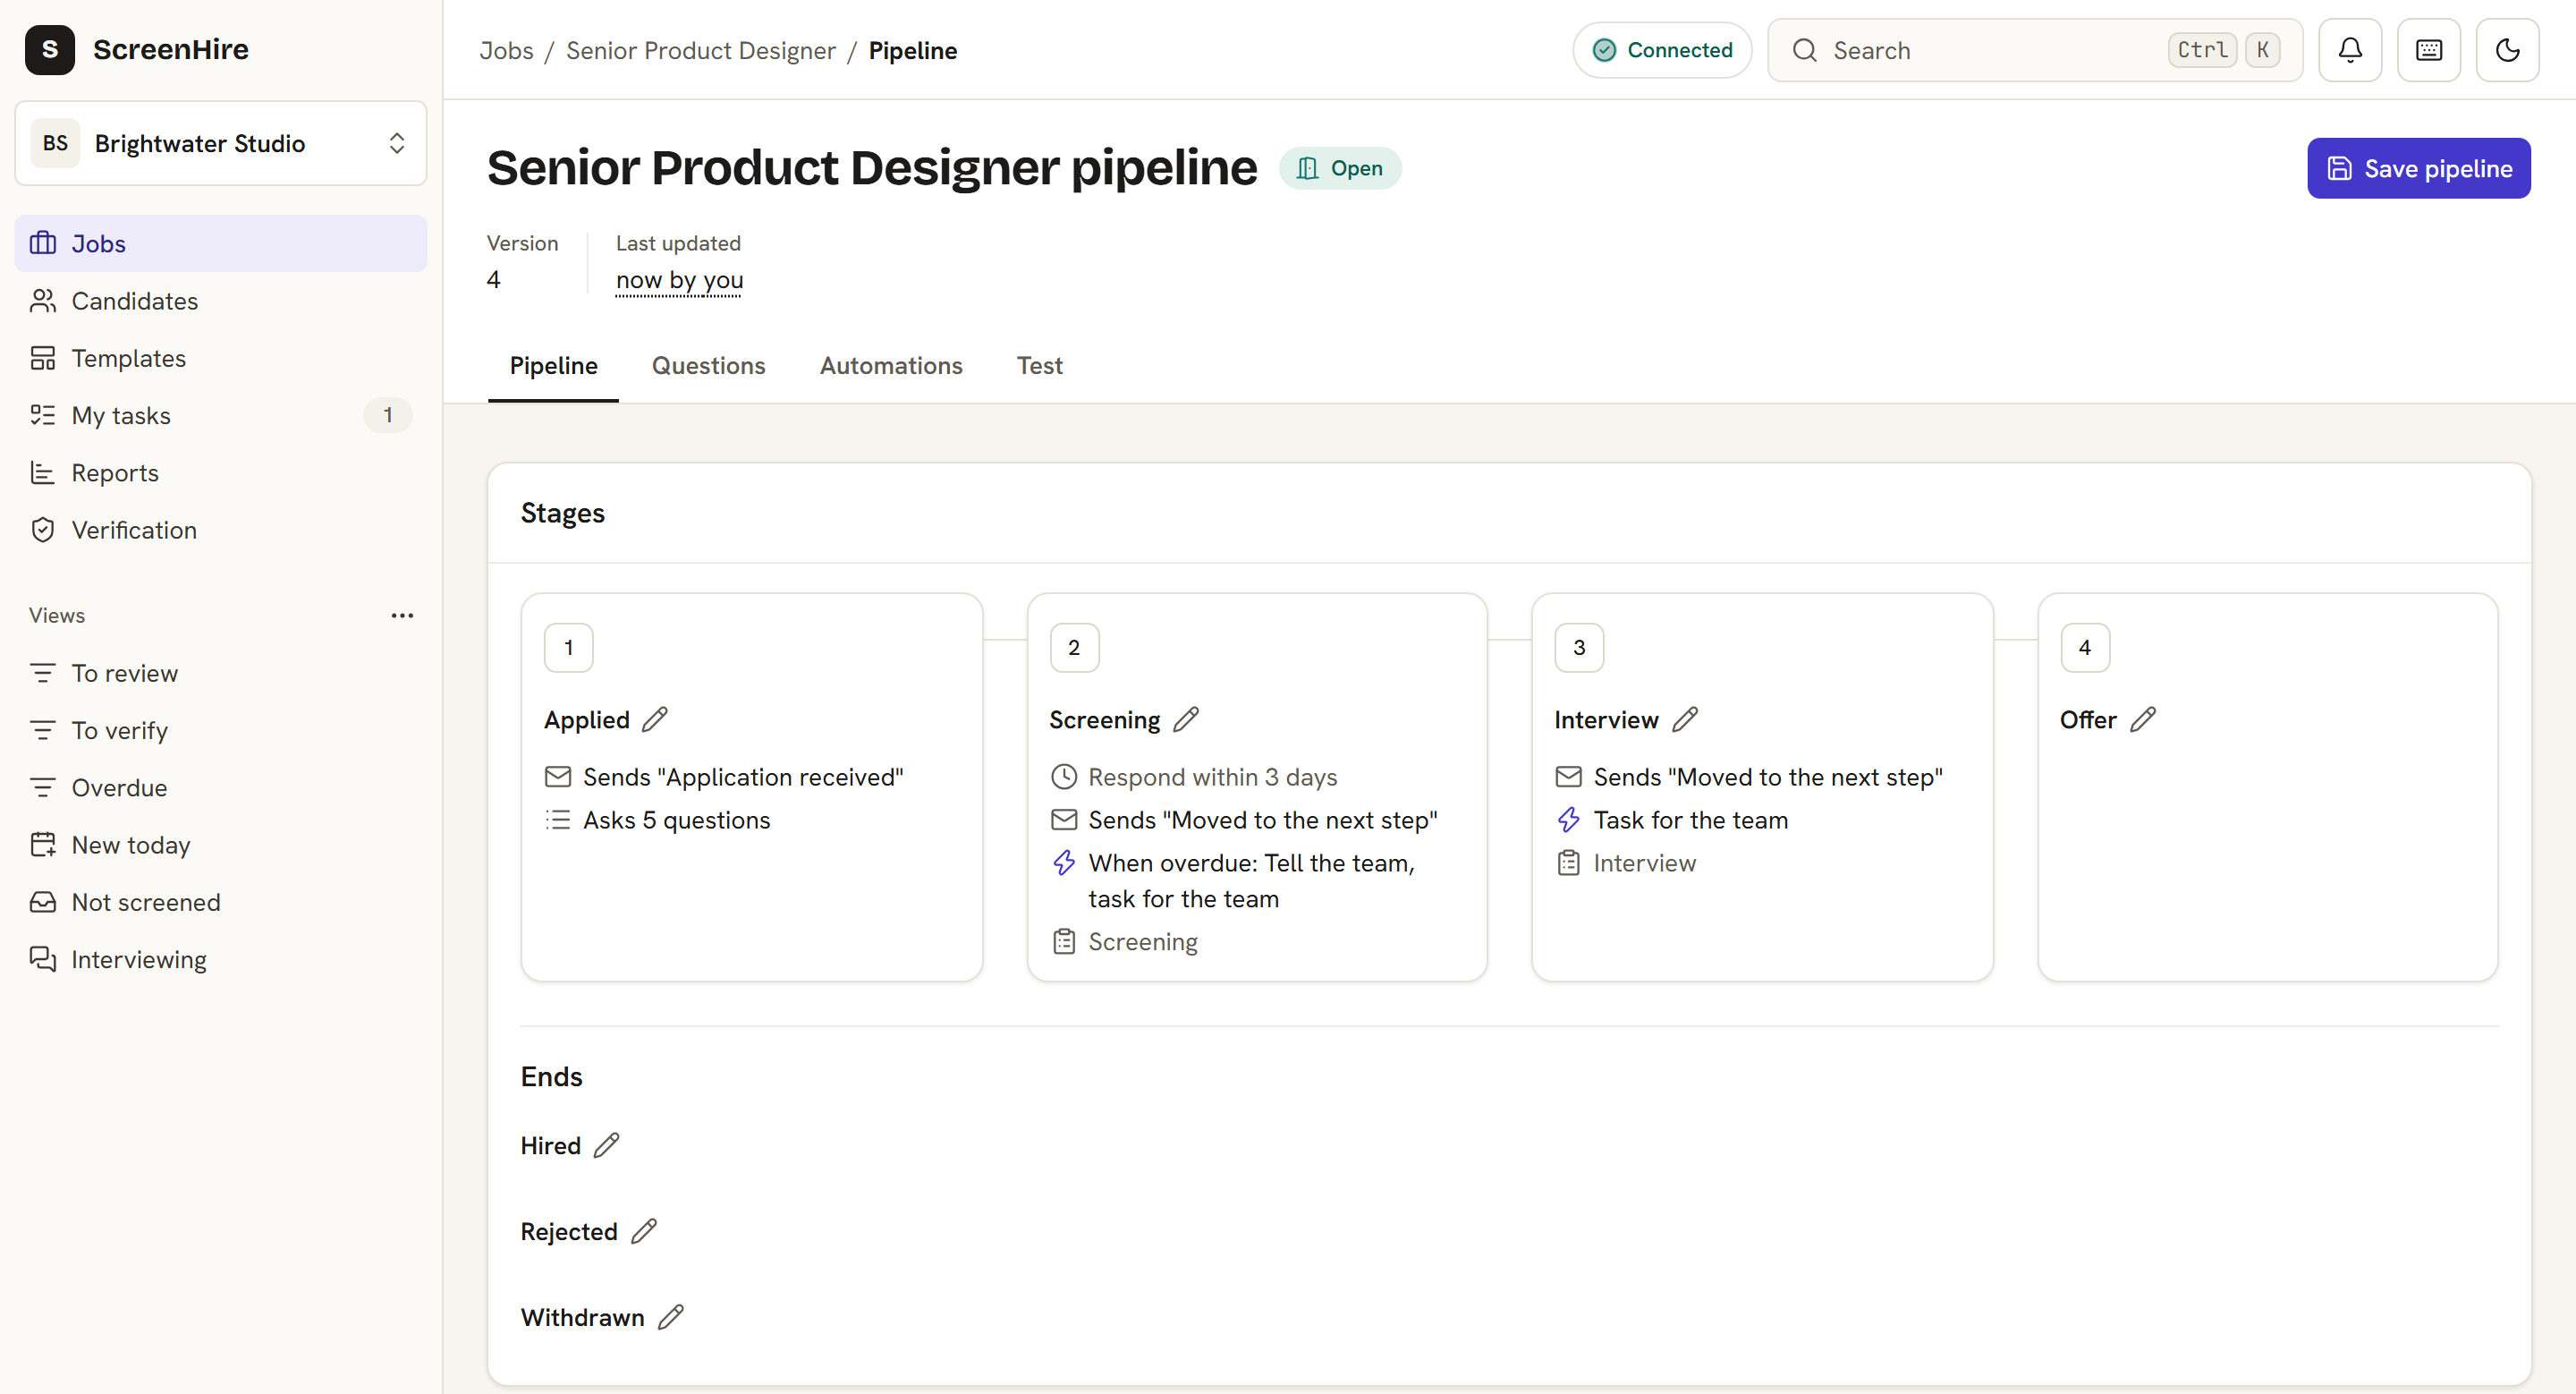 S ScreenHire
BS Brightwater Studio
Jobs
Candidates
Templates
My tasks 1
Reports
Verification
Views
To review
To verify
Overdue
New today
Not screened
Interviewing
Jobs / Senior Product Designer / Pipeline
Connected
Search Ctrl K
Senior Product Designer pipeline Open
Save pipeline
Version
4
Last updated
now by you
Pipeline Questions Automations Test
Stages
1
Applied
Sends "Application received"
Asks 5 questions
2
Screening
Respond within 3 days
Sends "Moved to the next step"
When overdue: Tell the team,
task for the team
Screening
3
Interview
Sends "Moved to the next step"
Task for the team
Interview
4
Offer
Ends
Hired
Rejected
Withdrawn